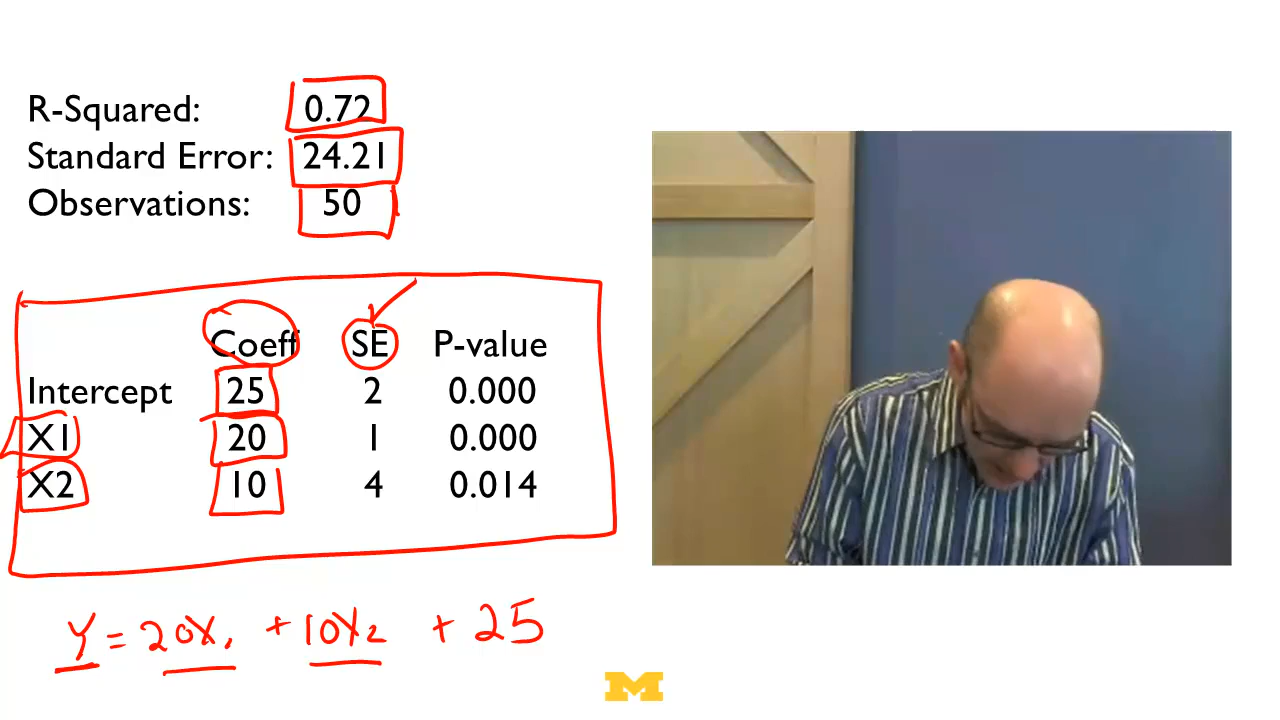 R-Squared: 0.72
Standard Error: 24.21
Observations: 50
Coeff SE P-value
Intercept 25 2 0.000
X1 20 1 0.000
X2 10 4 0.014
Y = 20X1 + 10X2 + 25
M